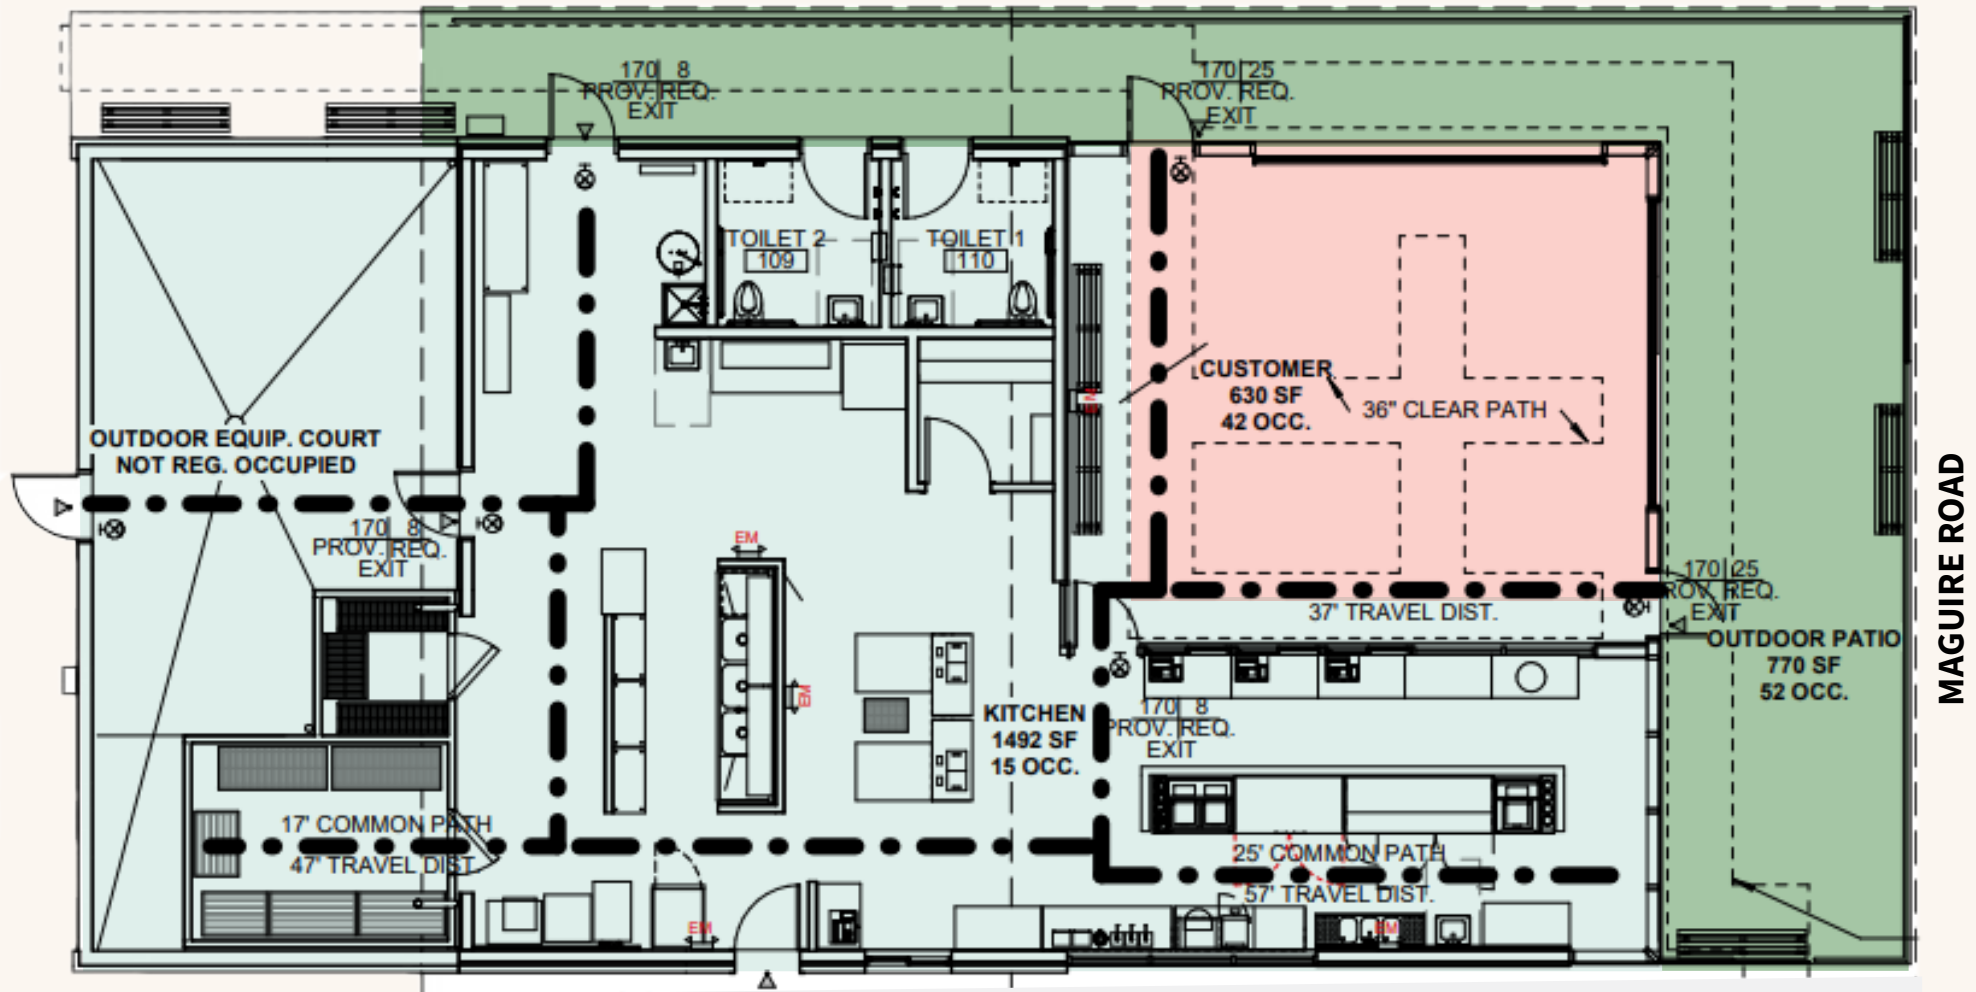 170 8
PROV. REQ.
EXIT
170 25
PROV. REQ.
EXIT
TOILET 2
109
TOILET 1
110
CUSTOMER
630 SF
42 OCC.
36" CLEAR PATH
OUTDOOR EQUIP. COURT
NOT REG. OCCUPIED
170 8
PROV. REQ.
EXIT
EM
EM
EM
37' TRAVEL DIST.
170 25
ROV. REQ.
EXIT
OUTDOOR PATIO
770 SF
52 OCC.
MAGUIRE ROAD
KITCHEN
1492 SF
15 OCC.
170 8
PROV. REQ.
EXIT
17' COMMON PATH
47' TRAVEL DIST.
25' COMMON PATH
57' TRAVEL DIST.
EM
EM